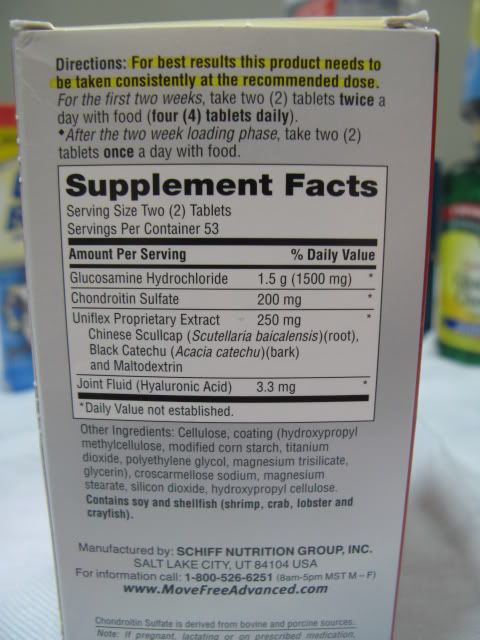 Directions: For best results this product needs to
be taken consistently at the recommended dose.
For the first two weeks, take two (2) tablets twice a
day with food (four (4) tablets daily).
♦After the two week loading phase, take two (2)
tablets once a day with food.
Supplement Facts
Serving Size Two (2) Tablets
Servings Per Container 53
Amount Per Serving % Daily Value
Glucosamine Hydrochloride 1.5 g (1500 mg) *
Chondroitin Sulfate 200 mg *
Uniflex Proprietary Extract 250 mg *
Chinese Scullcap (Scutellaria baicalensis)(root),
Black Catechu (Acacia catechu)(bark)
and Maltodextrin
Joint Fluid (Hyaluronic Acid) 3.3 mg *
*Daily Value not established.
Other Ingredients: Cellulose, coating (hydroxypropyl
methylcellulose, modified corn starch, titanium
dioxide, polyethylene glycol, magnesium trisilicate,
glycerin), croscarmellose sodium, magnesium
stearate, silicon dioxide, hydroxypropyl cellulose.
Contains soy and shellfish (shrimp, crab, lobster and
crayfish).
Manufactured by: SCHIFF NUTRITION GROUP, INC.
SALT LAKE CITY, UT 84104 USA
For information call: 1-800-526-6251 (8am-5pm MST M – F)
www.MoveFreeAdvanced.com
Chondroitin Sulfate is derived from bovine and porcine sources.
Note: If pregnant, lactating or on prescribed medication,